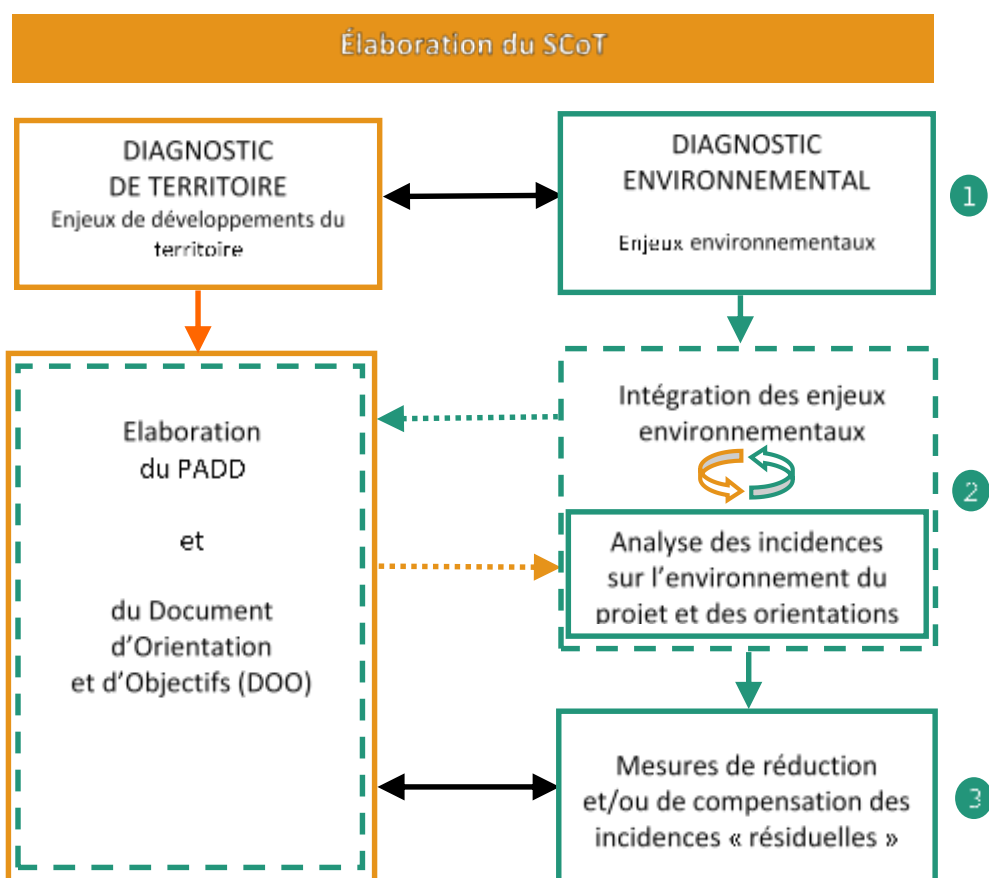 Élaboration du SCoT
DIAGNOSTIC
DE TERRITOIRE
Enjeux de développements du
territoire
DIAGNOSTIC
ENVIRONNEMENTAL
Enjeux environnementaux
1
Elaboration
du PADD
et
du Document
d'Orientation
et d'Objectifs (DOO)
Intégration des enjeux
environnementaux
Analyse des incidences
sur l'environnement du
projet et des orientations
2
Mesures de réduction
et/ou de compensation des
incidences « résiduelles »
3